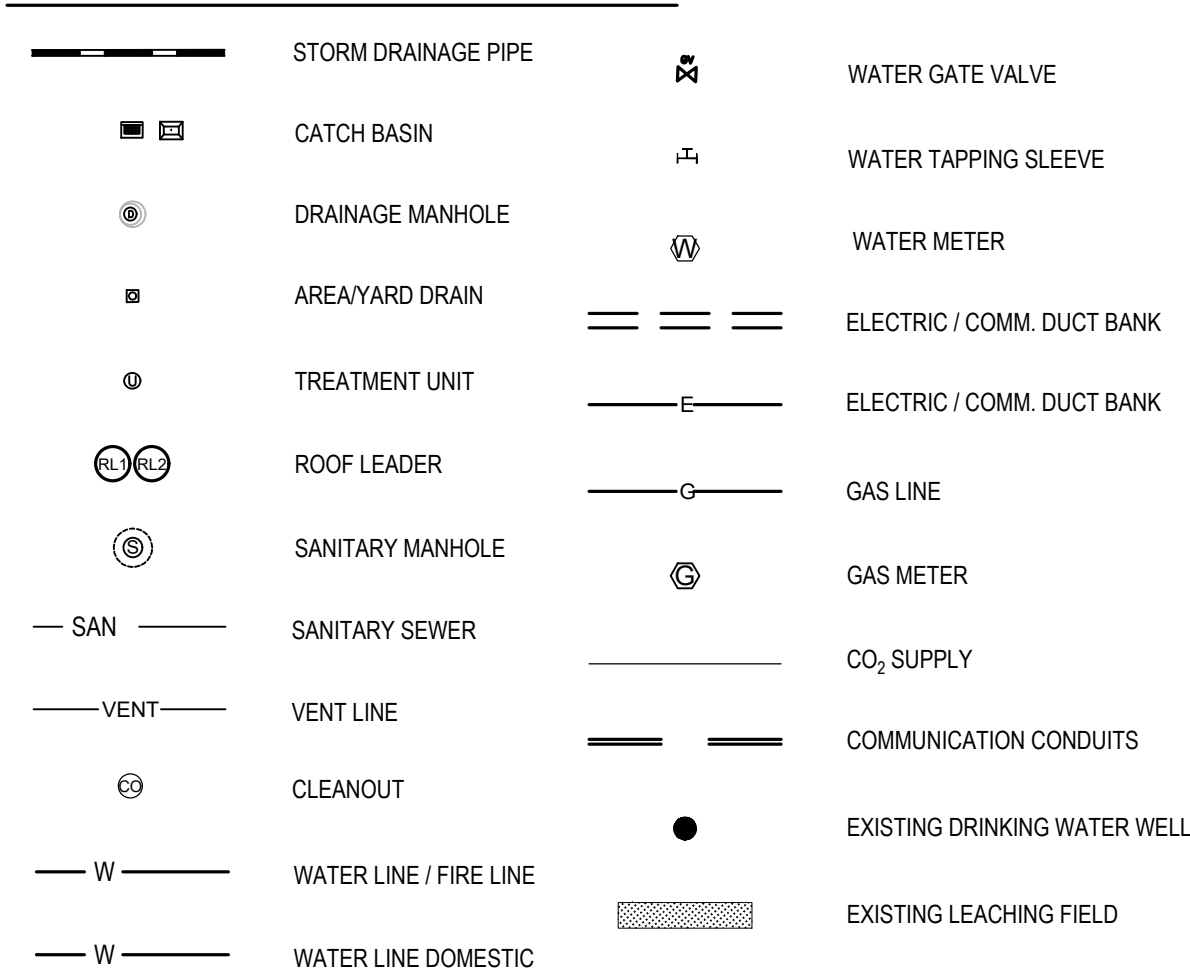 STORM DRAINAGE PIPE
CATCH BASIN
D DRAINAGE MANHOLE
AREA/YARD DRAIN
U TREATMENT UNIT
RL1 RL2 ROOF LEADER
S SANITARY MANHOLE
SAN SANITARY SEWER
VENT VENT LINE
CO CLEANOUT
W WATER LINE / FIRE LINE
W WATER LINE DOMESTIC
GV WATER GATE VALVE
T WATER TAPPING SLEEVE
W WATER METER
ELECTRIC / COMM. DUCT BANK
E ELECTRIC / COMM. DUCT BANK
G GAS LINE
G GAS METER
CO₂ SUPPLY
COMMUNICATION CONDUITS
EXISTING DRINKING WATER WELL
EXISTING LEACHING FIELD